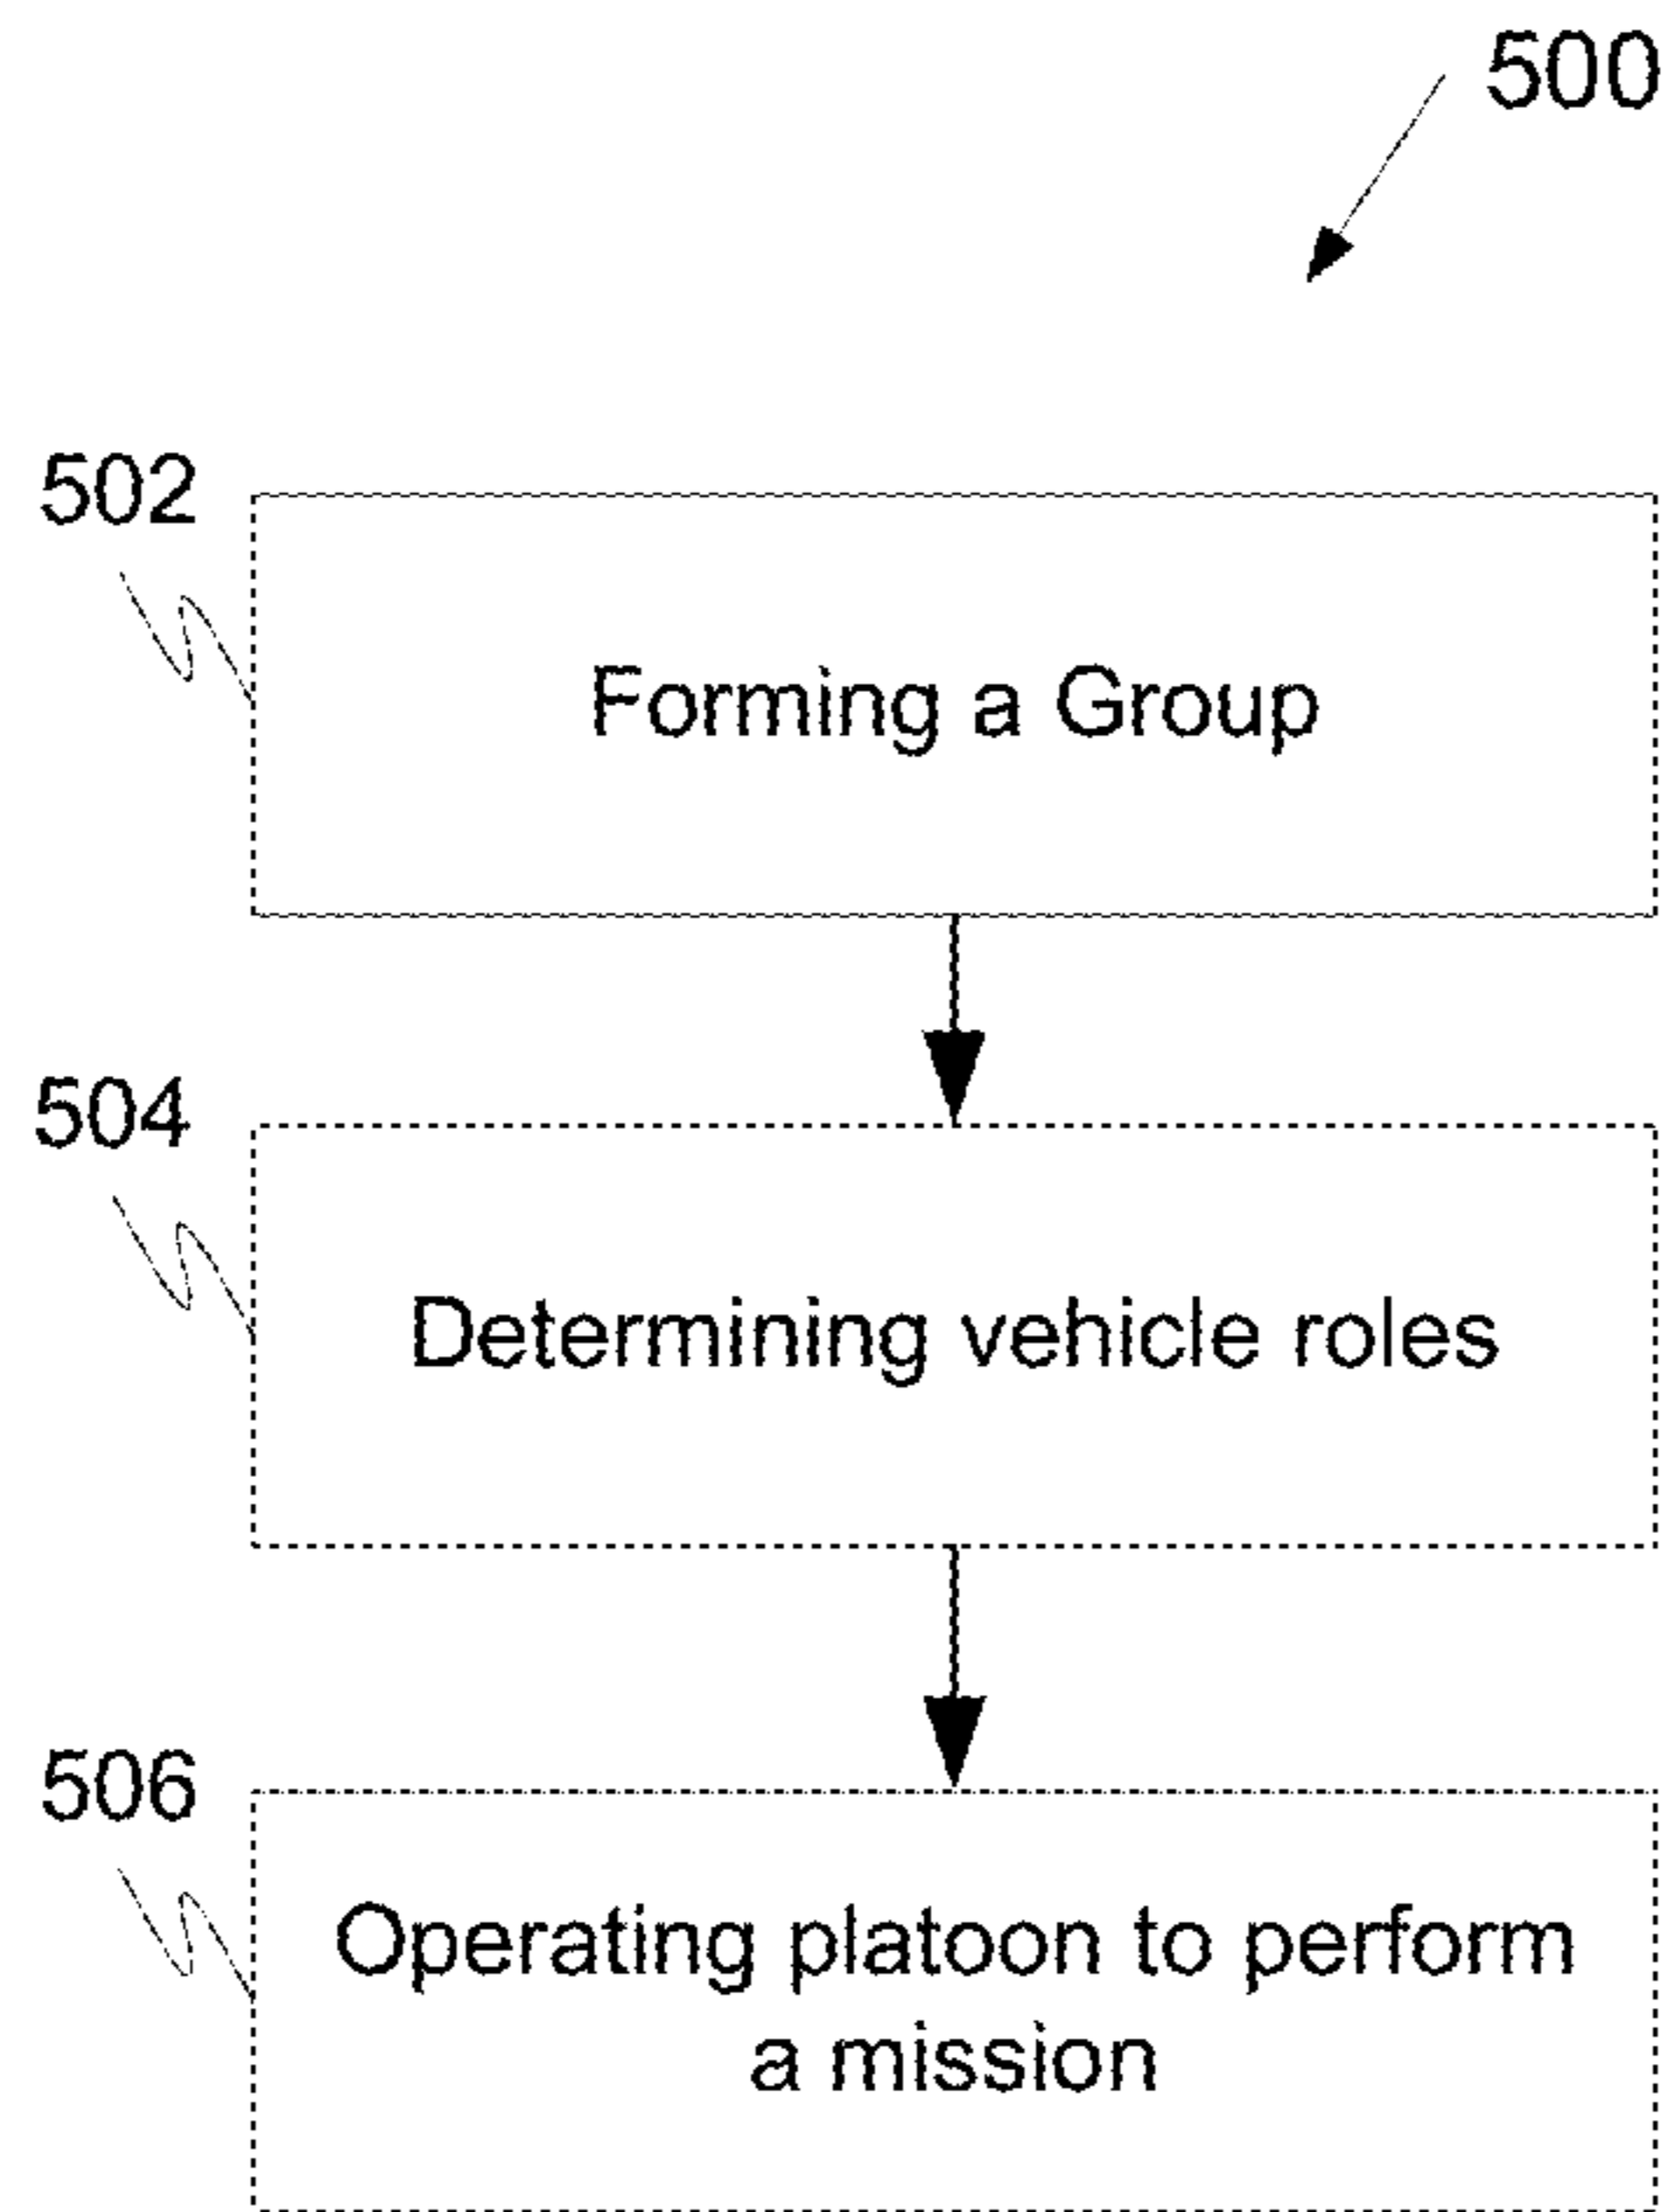 500
502
Forming a Group
504
Determining vehicle roles
506
Operating platoon to perform
a mission